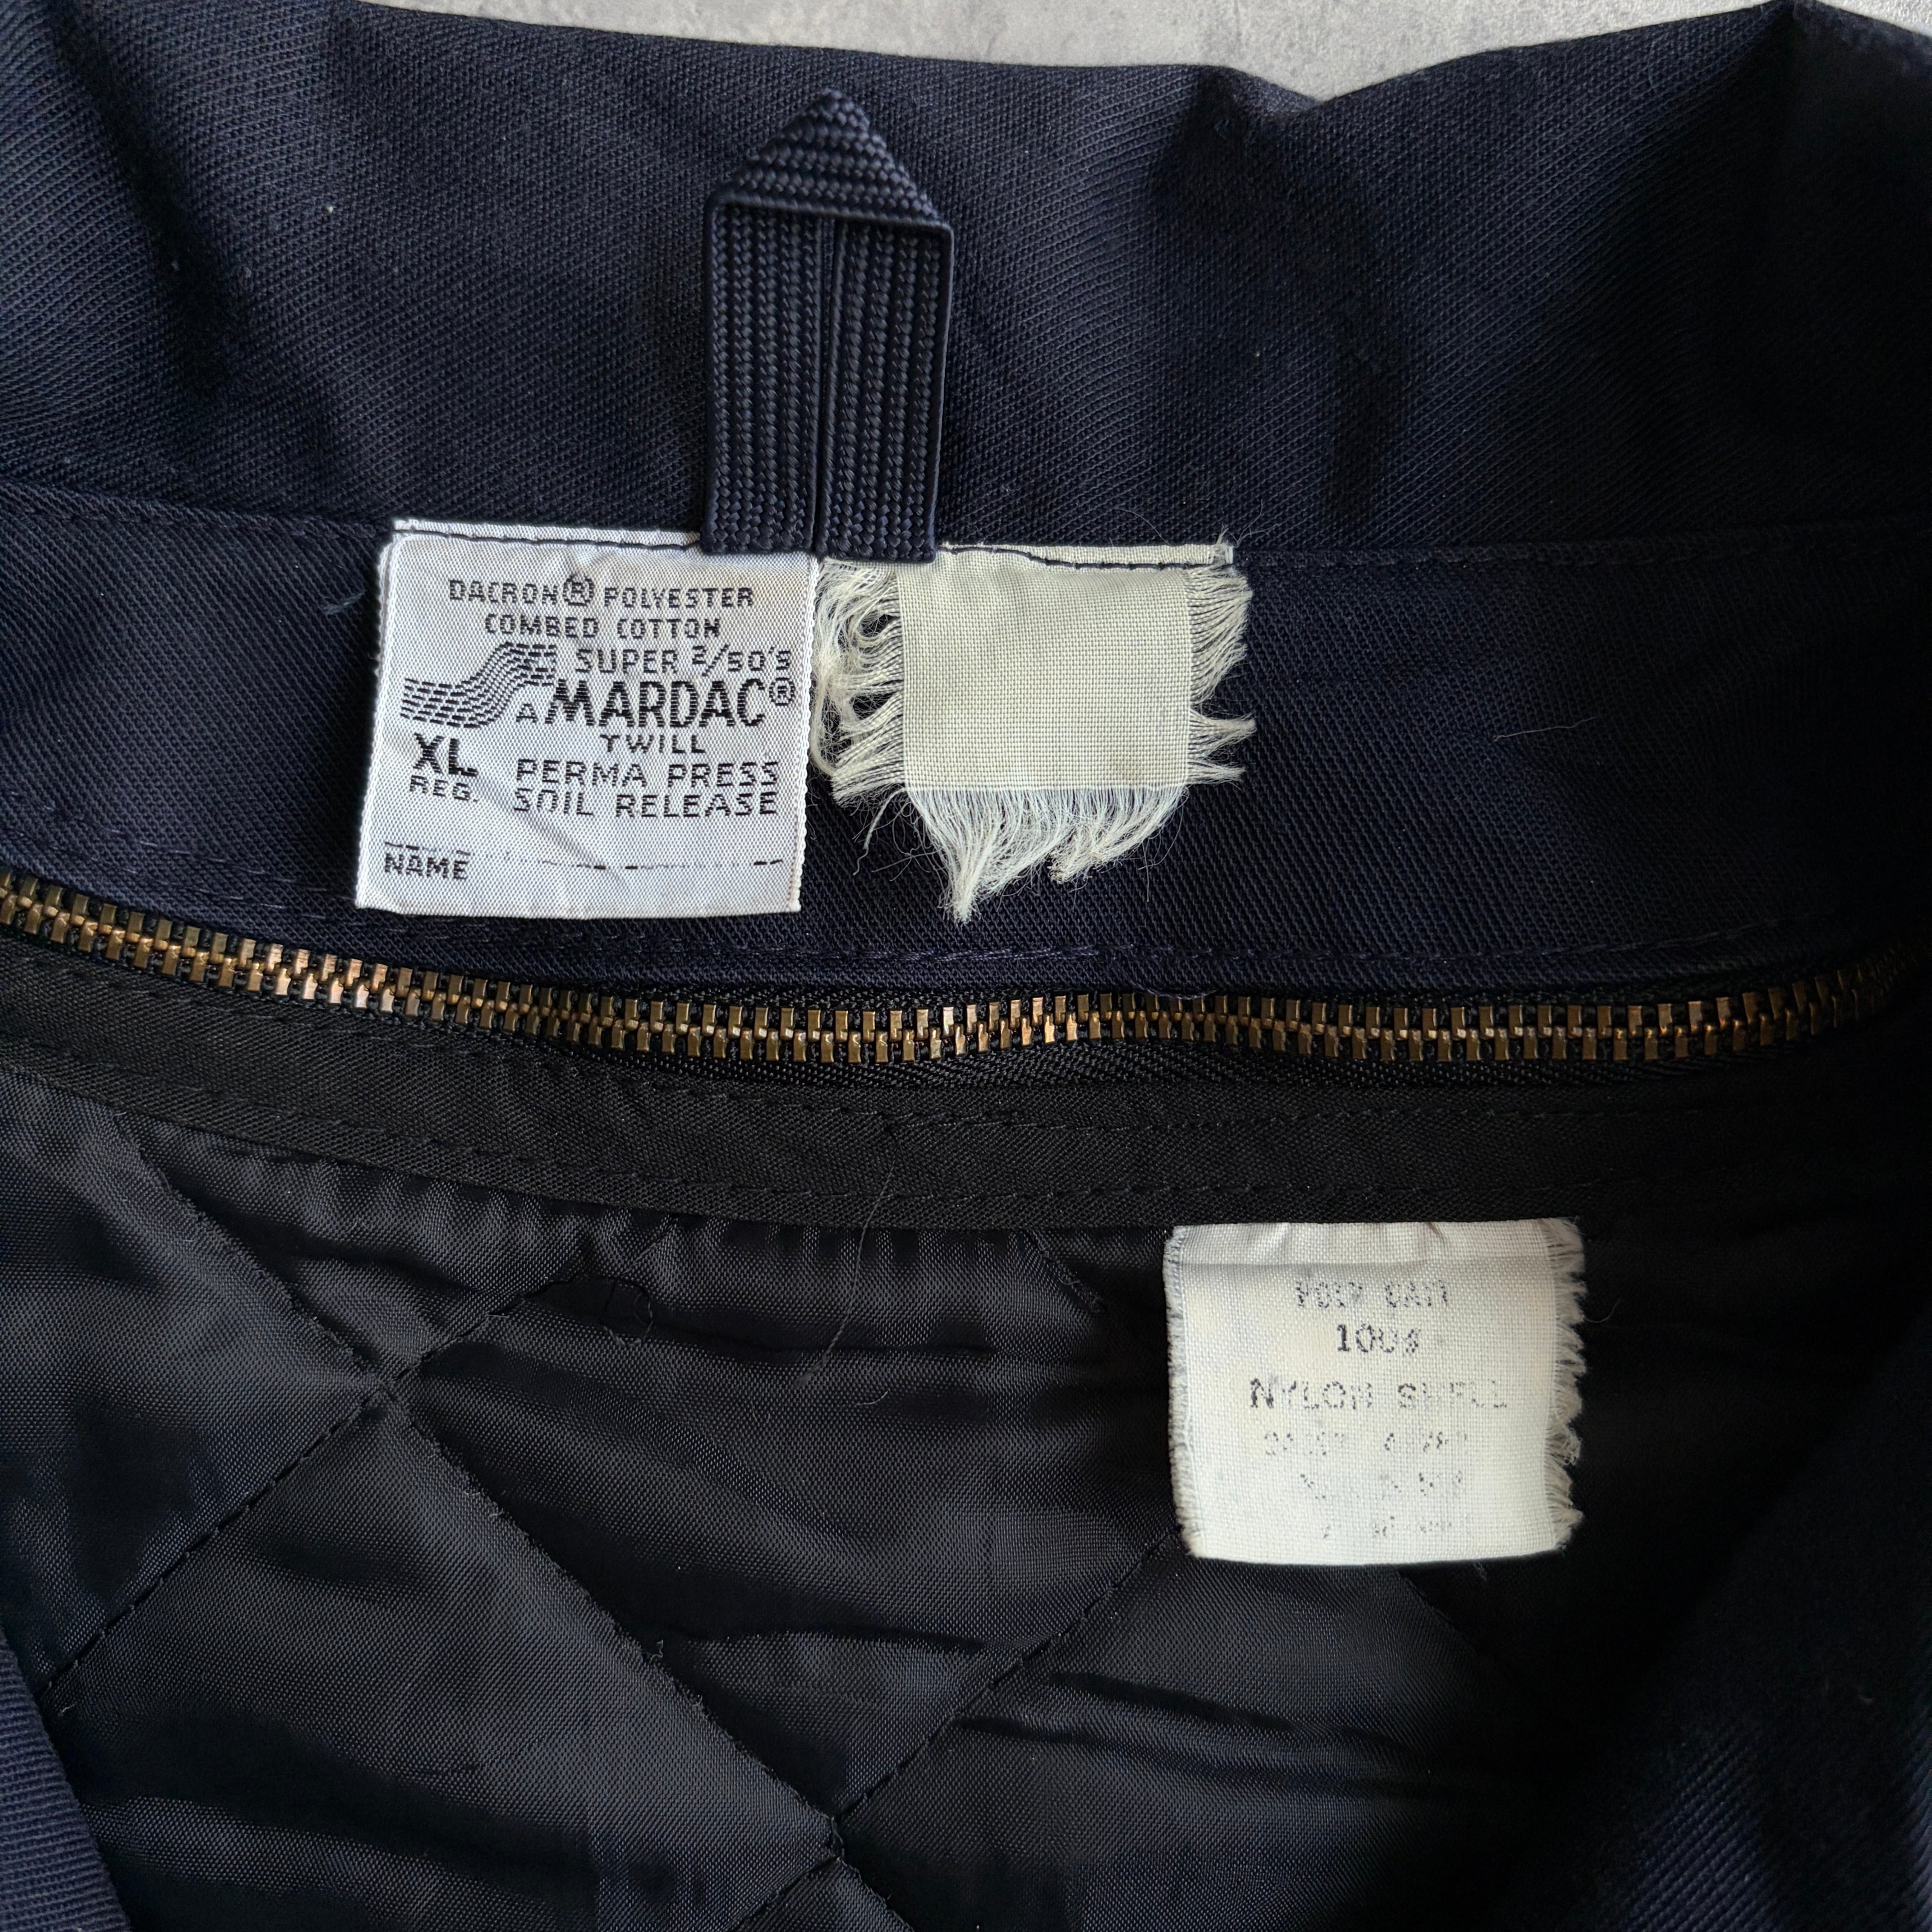 DACRON® POLYESTER
COMBED COTTON
SUPER 2/50'S
A MARDAC®
TWILL
XL
REG.
PERMA PRESS
SOIL RELEASE
NAME
POLY
100%
NYLON SHELL